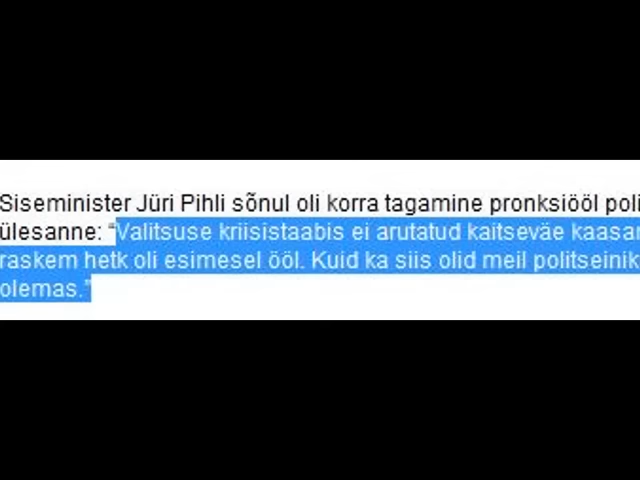 Siseminister Jüri Pihli sõnul oli korra tagamine pronksiööl poli
ülesanne: “Valitsuse kriisistaabis ei arutatud kaitseväe kaasar
raskem hetk oli esimesel ööl. Kuid ka siis olid meil politseinik
olemas.”